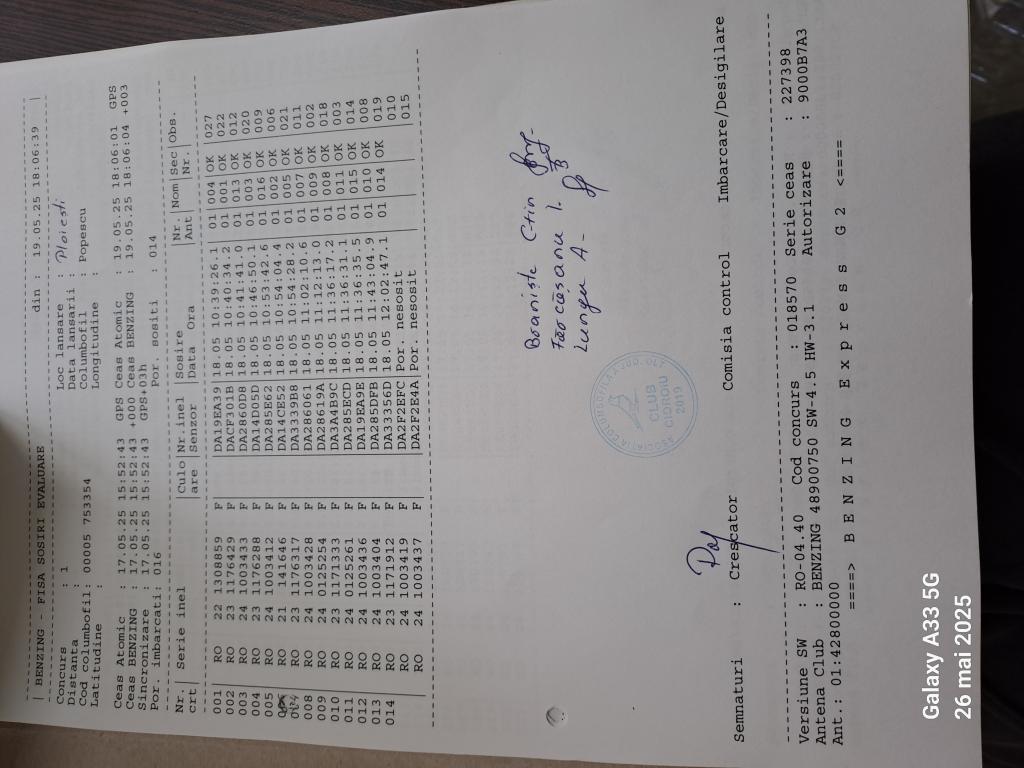 | BENZING - FISA SOSIRI EVALUARE din : 19.05.25 18:06:39 |
Concurs : 1 Loc lansare : Ploiesti
Distanta : Data lansarii :
Cod columbofil: 00005 753354 Columbofil : Popescu
Latitudine : Longitudine :
Ceas Atomic : 17.05.25 15:52:43 GPS Ceas Atomic : 19.05.25 18:06:01 GPS
Ceas BENZING : 17.05.25 15:52:43 +000 Ceas BENZING : 19.05.25 18:06:04 +003
Sincronizare : 17.05.25 15:52:43 GPS+03h
Por. imbarcati: 016 Por. sositi : 014
Nr.| Serie inel |Culo|Nr.inel |Sosire |Nr |Nom|Sec|Obs.
crt| |are |Senzor |Data Ora |Ant| |Nr.|
001 | RO 22 1308859 F |DA19EA39|18.05 10:39:26.1 |01 |004|OK |027
002 | RO 23 1176429 F |DACF301B|18.05 10:40:34.2 |01 |001|OK |022
003 | RO 24 1003433 F |DA2860D8|18.05 10:41:41.0 |01 |013|OK |012
004 | RO 23 1176288 F |DA14D05D|18.05 10:46:50.1 |01 |003|OK |020
005 | RO 24 1003412 F |DA285E62|18.05 10:53:42.6 |01 |016|OK |009
| RO 21 141646 F |DA14CE52|18.05 10:54:04.4 |01 |002|OK |006
| RO 23 1176317 F |DA3339BB|18.05 10:54:28.2 |01 |005|OK |021
008 | RO 24 1003428 F |DA286061|18.05 11:02:10.6 |01 |007|OK |011
009 | RO 24 0125254 F |DA28619A|18.05 11:12:13.0 |01 |009|OK |002
010 | RO 23 1171333 F |DA3A4B9C|18.05 11:36:17.2 |01 |008|OK |018
011 | RO 24 0125261 F |DA285ECD|18.05 11:36:31.1 |01 |011|OK |003
012 | RO 24 1003436 F |DA19EA9E|18.05 11:36:35.5 |01 |015|OK |014
013 | RO 24 1003404 F |DA285DFB|18.05 11:43:04.9 |01 |010|OK |008
014 | RO 23 1171912 F |DA33356D|18.05 12:02:47.1 |01 |014|OK |019
| RO 24 1003419 F |DA2F2EFC|Por. nesosit |010
| RO 24 1003437 F |DA2F2E4A|Por. nesosit |015
Braniste Ctin
Farcasanu I.
Lungu A-
ASOCIATIA COLUMBOFILA JUD. OLT
CLUB
CIOROIU
2019
Semnaturi : Crescator Comisia control Imbarcare/Desigilare
Versiune SW : RO-04.40 Cod concurs : 018570 Serie ceas : 227398
Antena Club : BENZING 48900750 SW-4.5 HW-3.1 Autorizare : 9000B7A3
Ant.: 01:42800000
====> B E N Z I N G E x p r e s s G 2 <====
Galaxy A33 5G
26 mai 2025